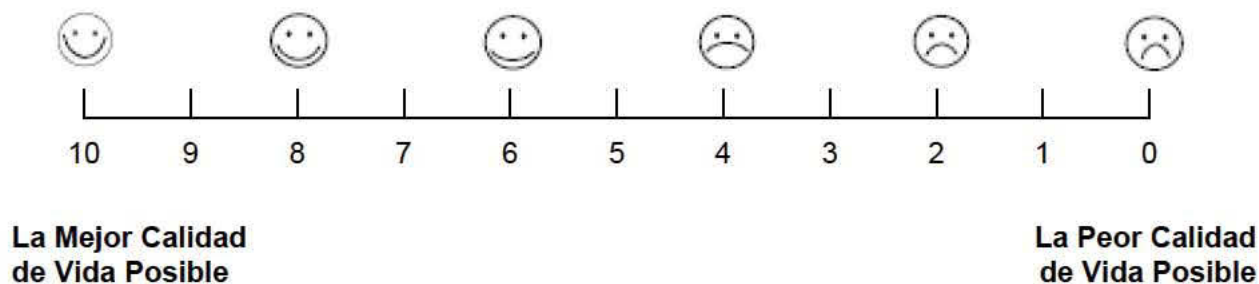 10 9 8 7 6 5 4 3 2 1 0
La Mejor Calidad
de Vida Posible
La Peor Calidad
de Vida Posible